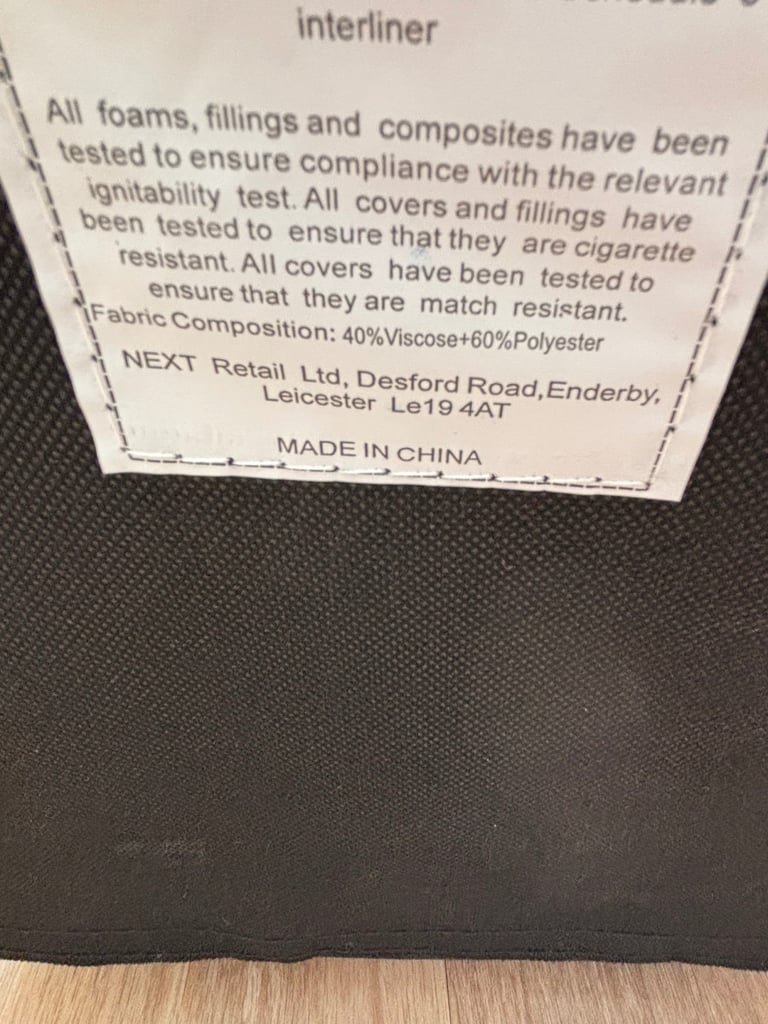 interliner
All foams, fillings and composites have been
tested to ensure compliance with the relevant
ignitability test. All covers and fillings have
been tested to ensure that they are cigarette
resistant. All covers have been tested to
ensure that they are match resistant.
Fabric Composition: 40%Viscose+60%Polyester
NEXT Retail Ltd, Desford Road,Enderby,
Leicester Le19 4AT
MADE IN CHINA